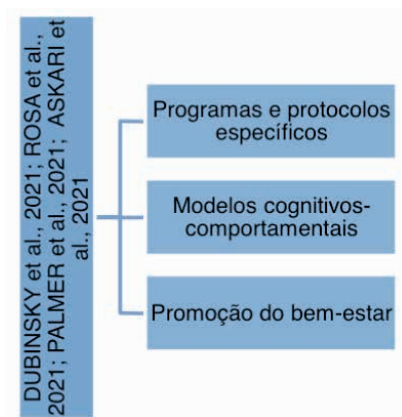 DUBINSKY et al., 2021; ROSA et al.,
2021; PALMER et al., 2021; ASKARI et
al., 2021
Programas e protocolos
específicos
Modelos cognitivos-
comportamentais
Promoção do bem-estar